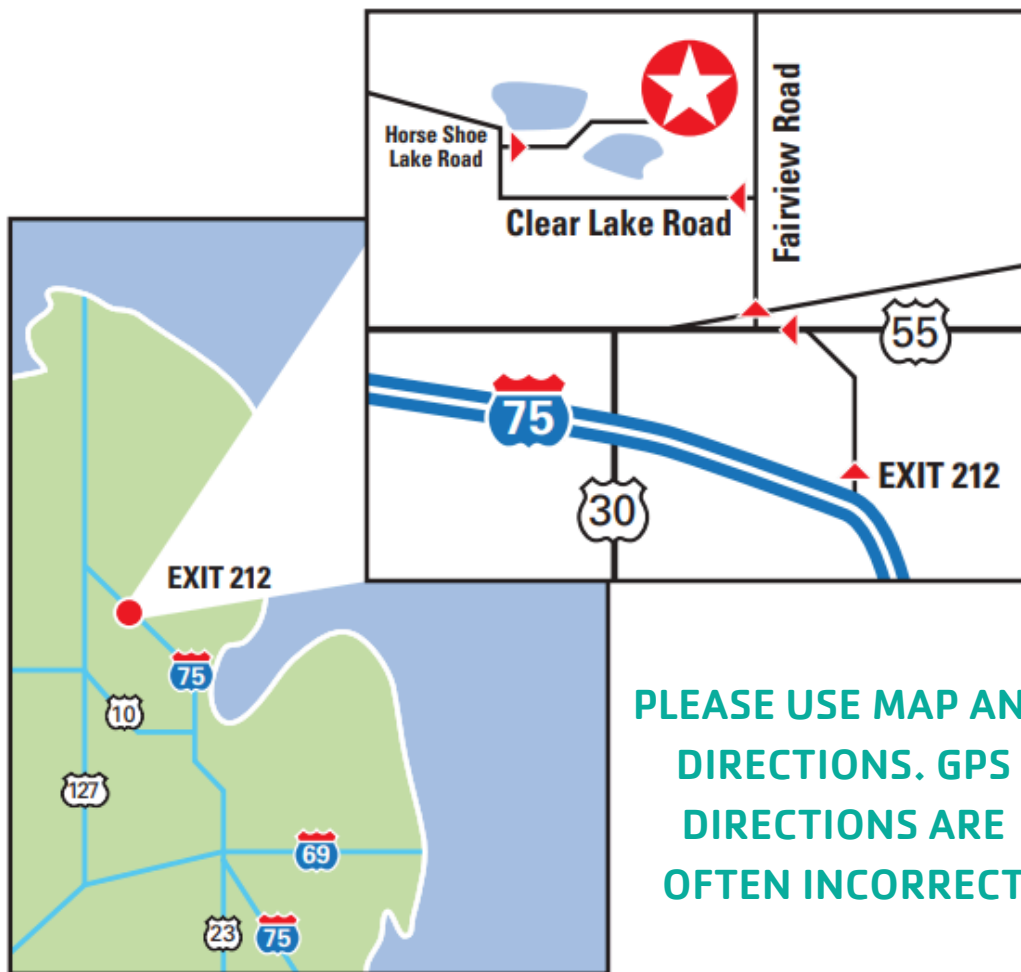 Horse Shoe
Lake Road
Fairview Road
Clear Lake Road
55
75
EXIT 212
30
EXIT 212
75
10
127
69
23
75
PLEASE USE MAP AN
DIRECTIONS. GPS
DIRECTIONS ARE
OFTEN INCORRECT